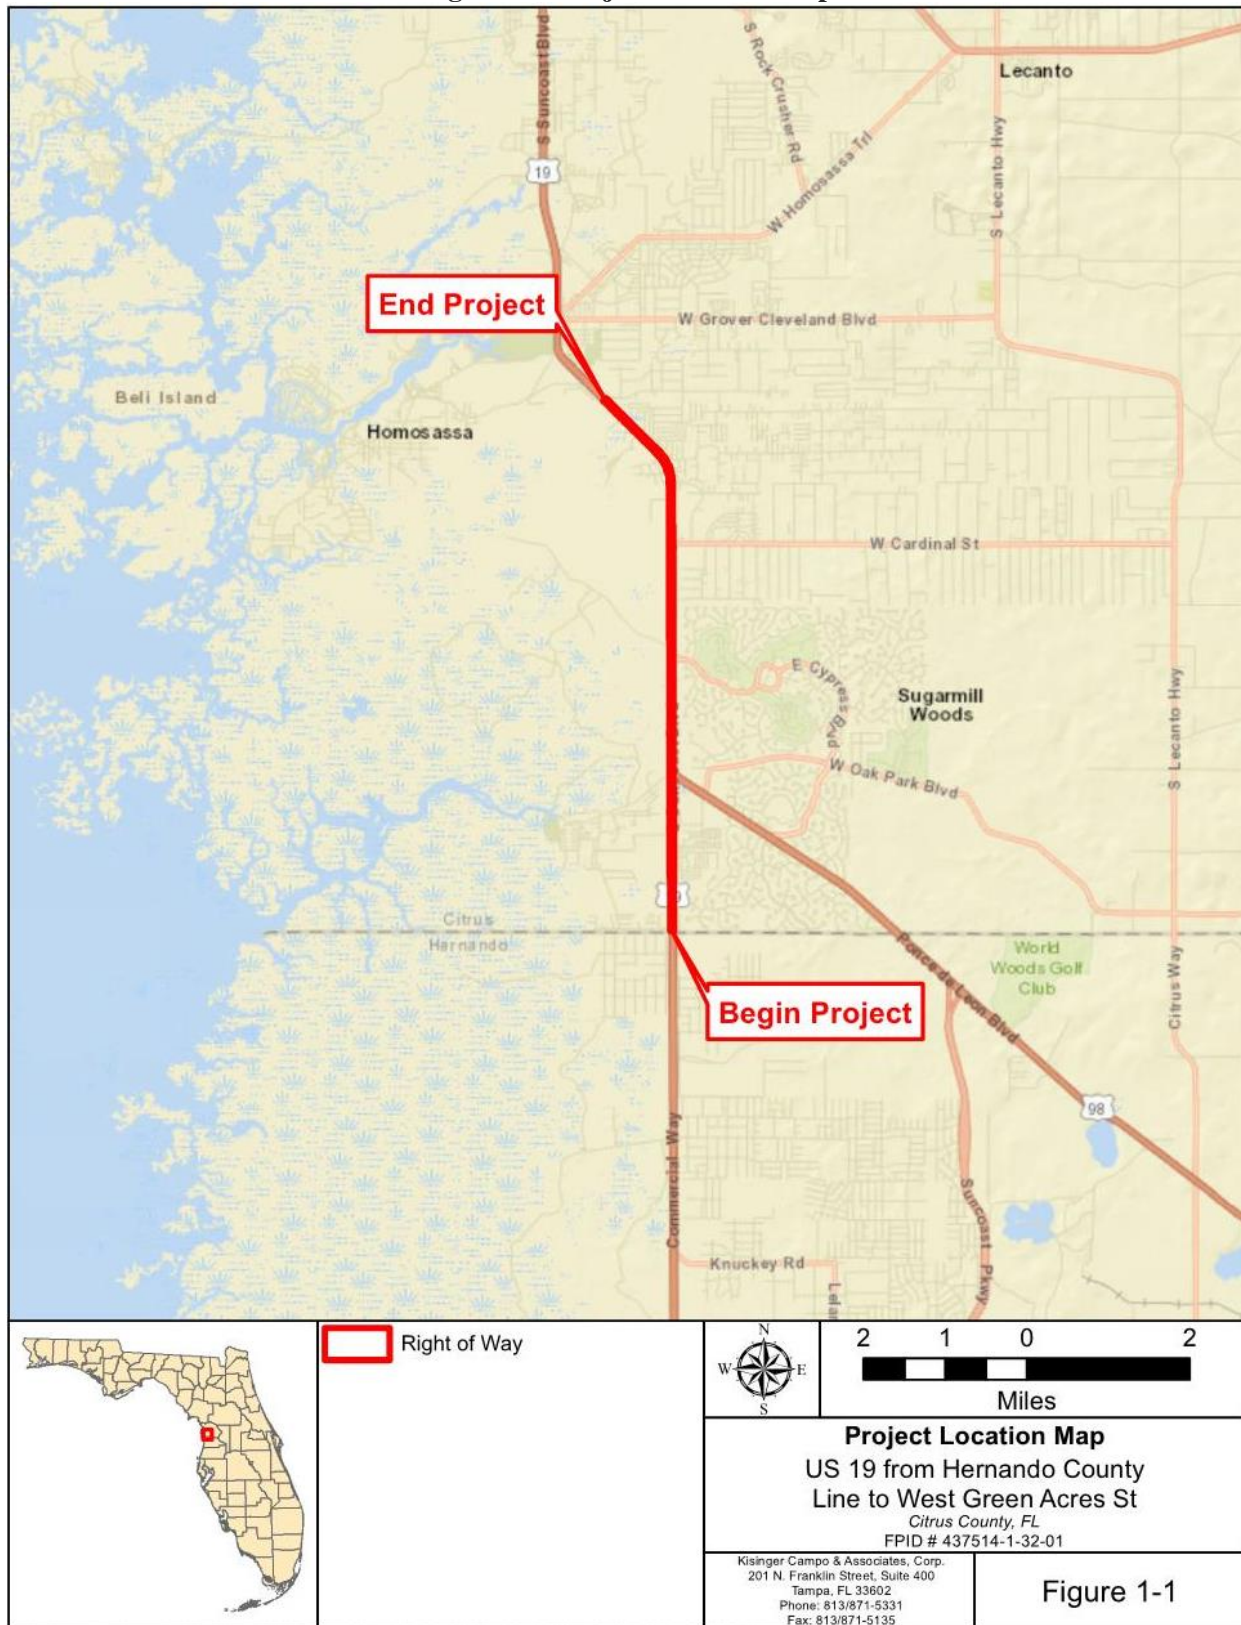 S Suncoast Blvd
19
S Rock Crusher Rd
Lecanto
W Homosassa Trl
S Lecanto Hwy
End Project
W Grover Cleveland Blvd
Beli Island
Homosassa
W Cardinal St
E Cypress Blvd
Sugarmill
Woods
S Lecanto Hwy
W Oak Park Blvd
Citrus
Hernando
Ponce de Leon Blvd
World
Woods Golf
Club
Citrus Way
Begin Project
98
Commercial Way
Suncoast Pkwy
Knuckey Rd
Right of Way
N
W
E
S
2 1 0 2
Miles
Project Location Map
US 19 from Hernando County
Line to West Green Acres St
Citrus County, FL
FPID # 437514-1-32-01
Kisinger Campo & Associates, Corp.
201 N. Franklin Street, Suite 400
Tampa, FL 33602
Phone: 813/871-5331
Fax: 813/871-5135
Figure 1-1